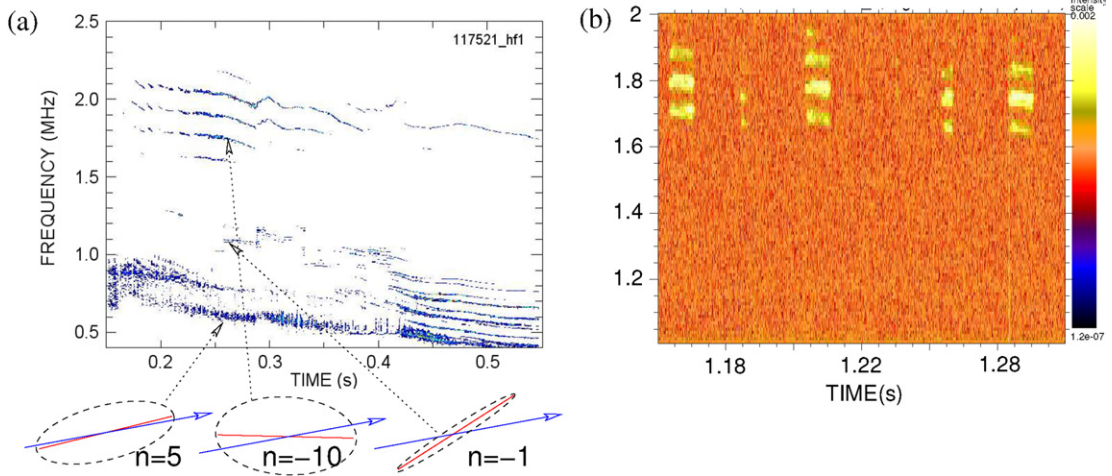 (a)
117521_hf1
2.5
2.0
1.5
1.0
0.5
FREQUENCY (MHz)
0.2 0.3 0.4 0.5
TIME (s)
n=5 n=−10 n=−1
(b)
scale
0.002
2
1.8
1.6
1.4
1.2
1.2e-07
1.18 1.22 1.28
TIME(s)